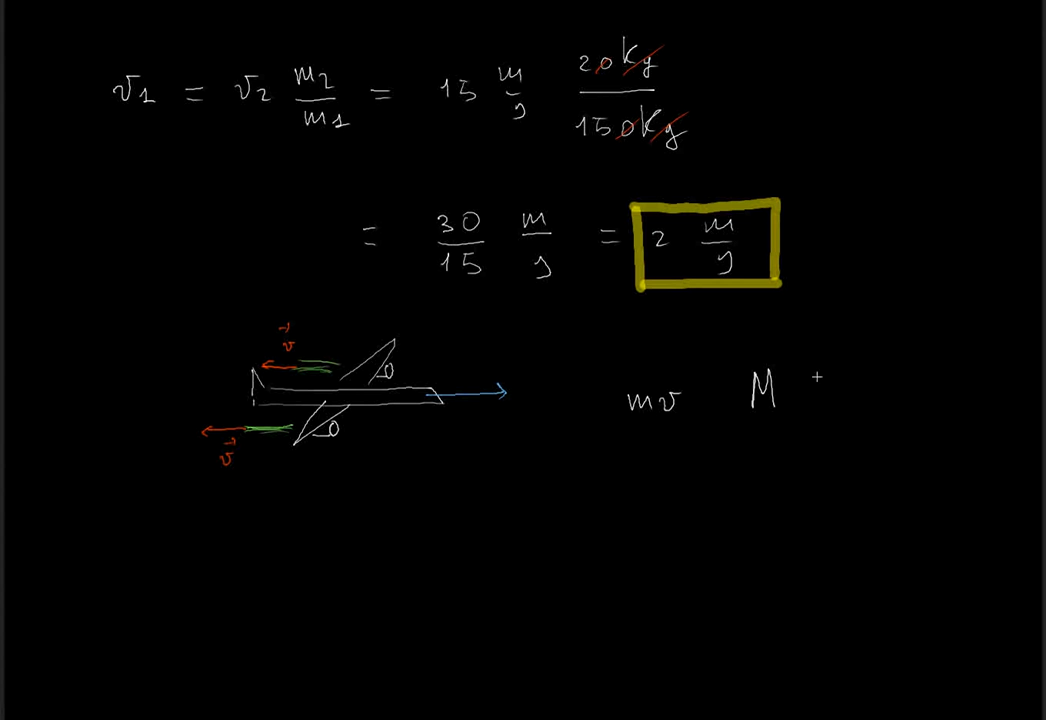 v₁ = v₂ m₂/m₁ = 15 m/s 20kg/150kg
= 30/15 m/s = 2 m/s
v⃗
mv M
v⃗